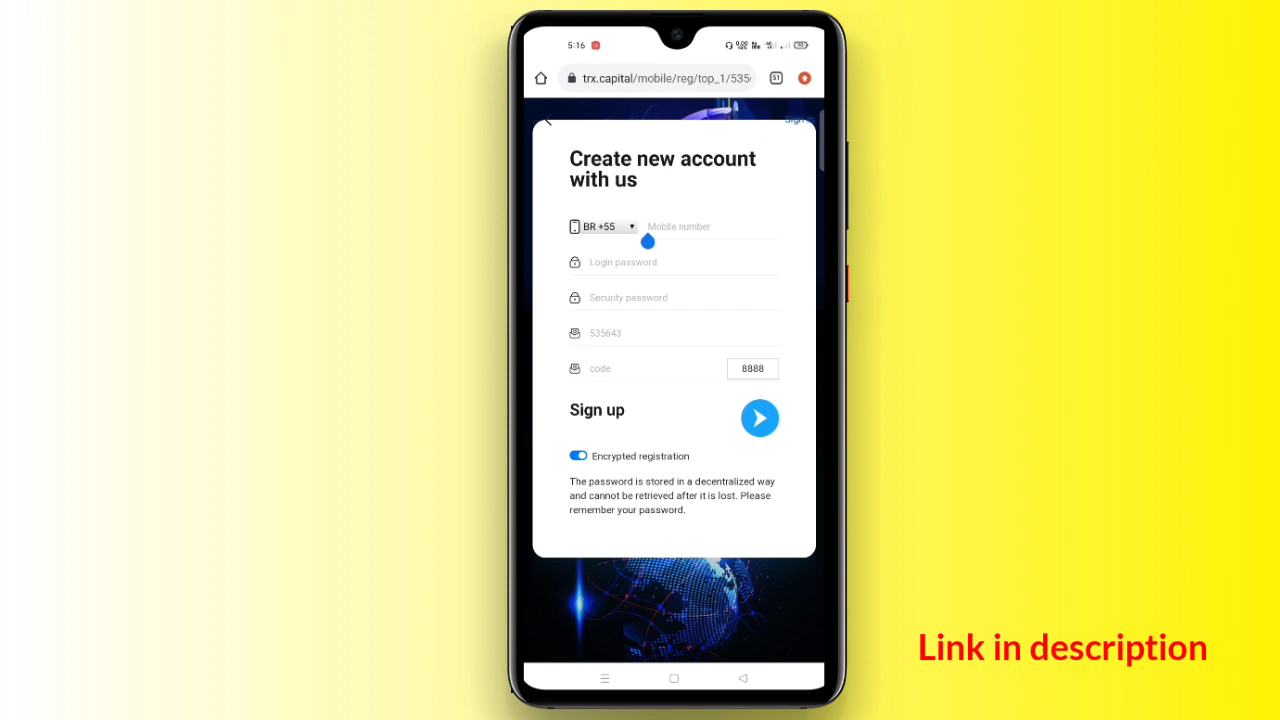 5:16
trx.capital/mobile/reg/top_1/535
51
Create new account
with us
BR +55
Mobile number
Login password
Security password
535643
code
8888
Sign up
Encrypted registration
The password is stored in a decentralized way
and cannot be retrieved after it is lost. Please
remember your password.
Link in description